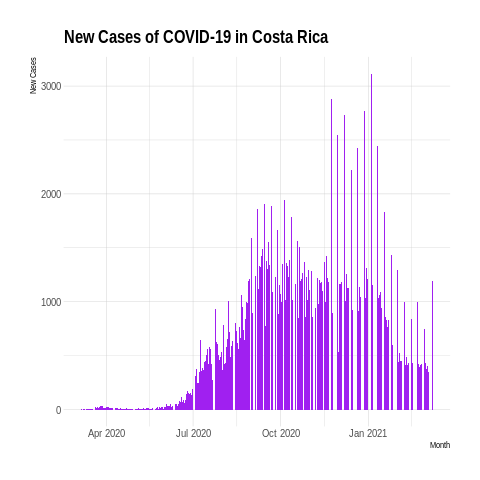 New Cases of COVID-19 in Costa Rica
New Cases
3000
2000
1000
0
Apr 2020
Jul 2020
Oct 2020
Jan 2021
Month